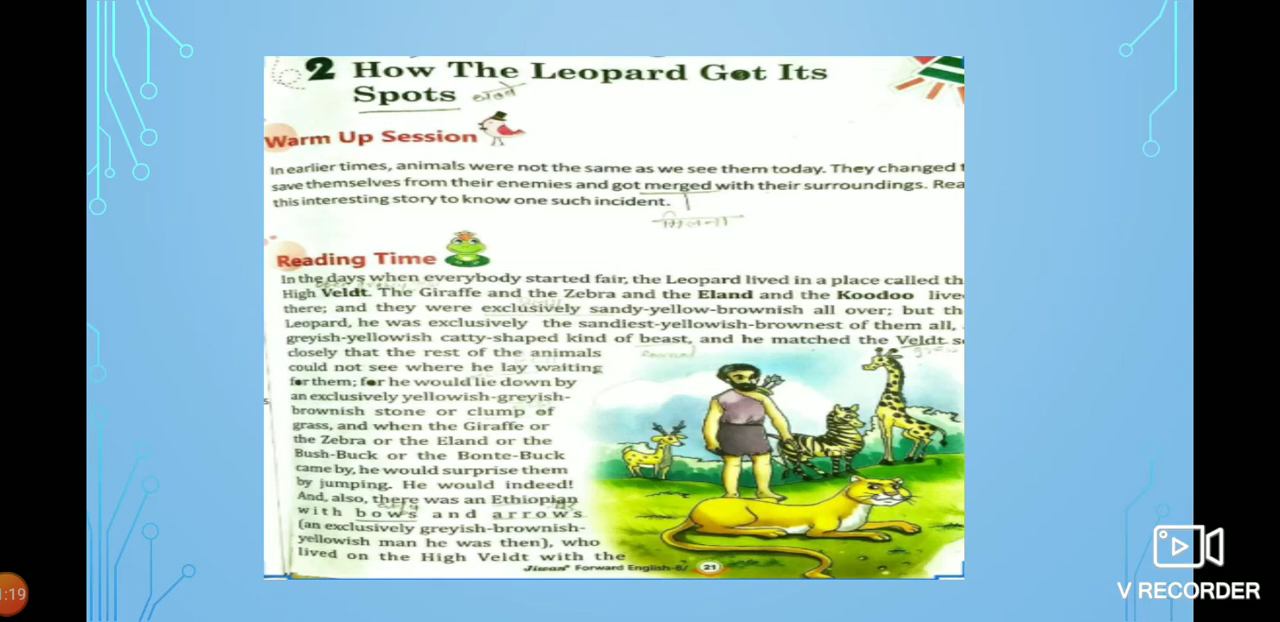 2 How The Leopard Got Its
Spots धब्बे
Warm Up Session
In earlier times, animals were not the same as we see them today. They changed t
save themselves from their enemies and got merged with their surroundings. Rea
this interesting story to know one such incident.
मिलना
Reading Time
In the days when everybody started fair, the Leopard lived in a place called th
High Veldt. The Giraffe and the Zebra and the Eland and the Koodoo live
there; and they were exclusively sandy-yellow-brownish all over; but th
Leopard, he was exclusively the sandiest-yellowish-brownest of them all,
greyish-yellowish catty-shaped kind of beast, and he matched the Veldt s
closely that the rest of the animals
could not see where he lay waiting
for them; for he would lie down by
an exclusively yellowish-greyish-
brownish stone or clump of
grass, and when the Giraffe or
the Zebra or the Eland or the
Bush-Buck or the Bonte-Buck
came by, he would surprise them
by jumping. He would indeed!
And, also, there was an Ethiopian
with bows and arrows
(an exclusively greyish-brownish-
yellowish man he was then), who
lived on the High Veldt with the
Jiwan Forward English-8/ 21
1:19
V RECORDER